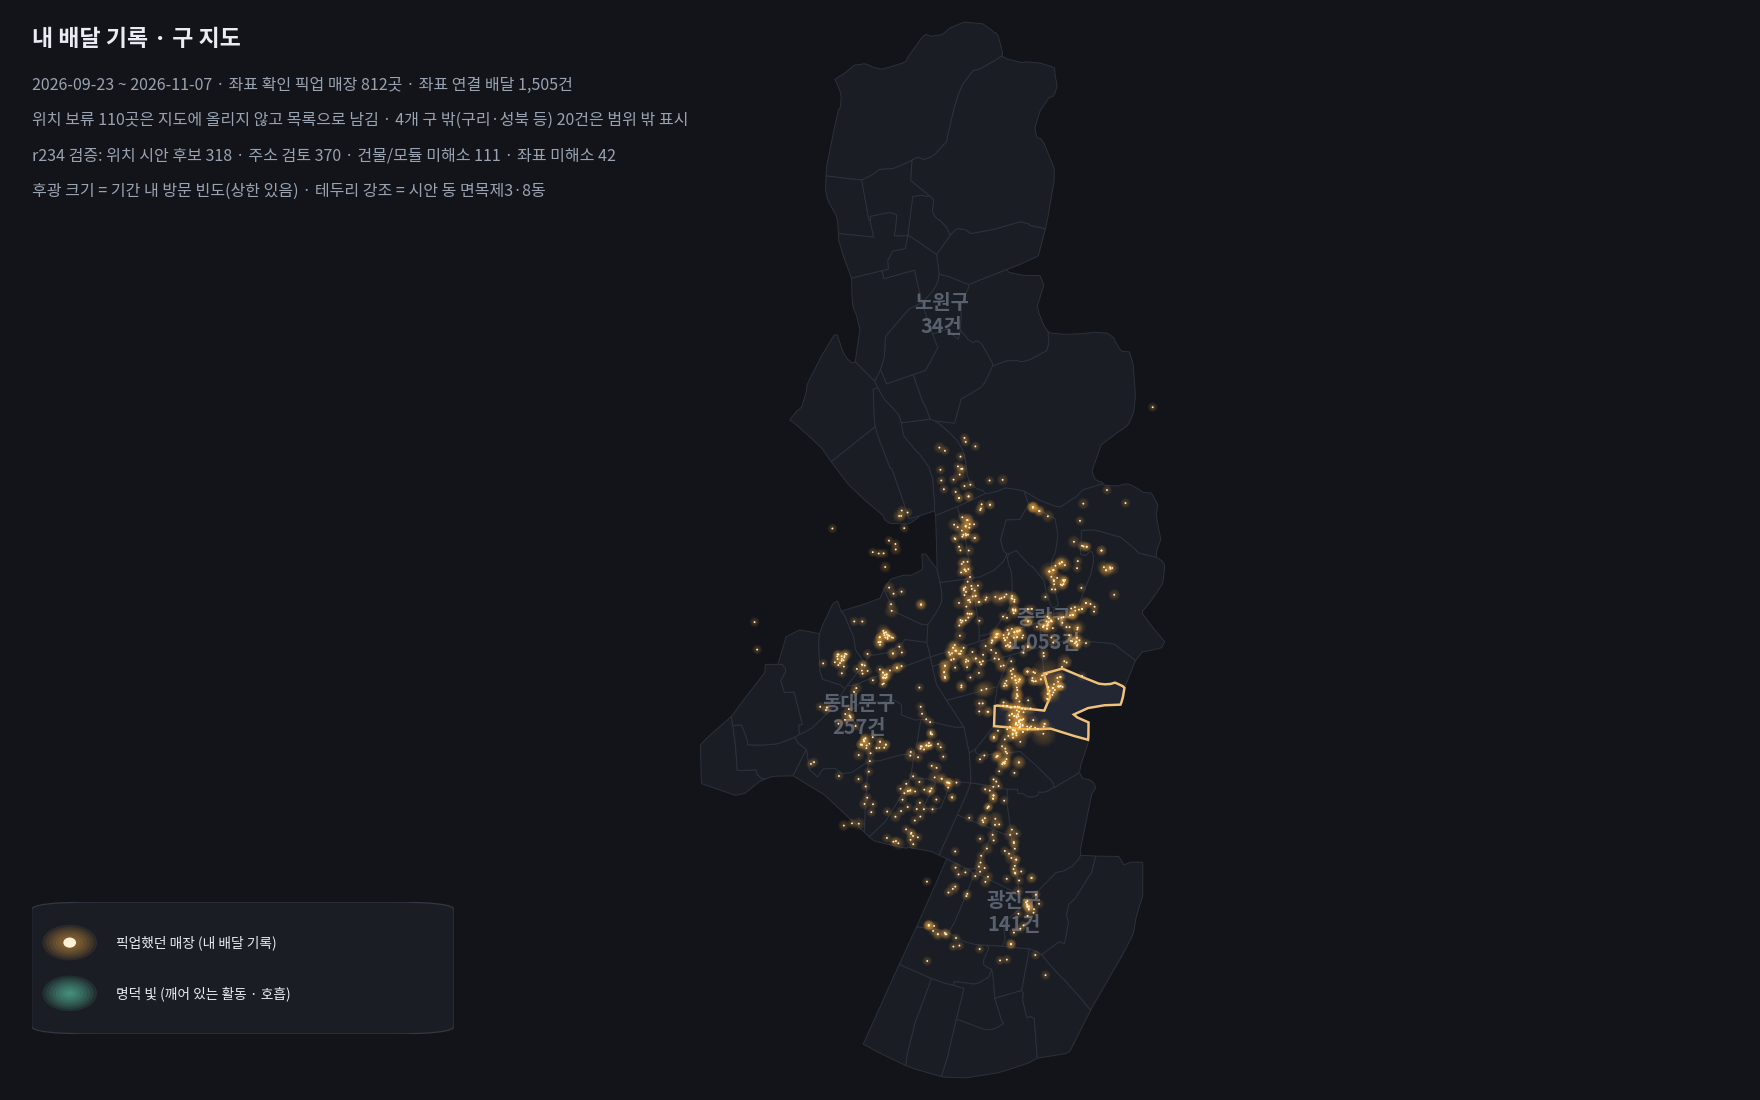 내 배달 기록 · 구 지도
2026-09-23 ~ 2026-11-07 · 좌표 확인 픽업 매장 812곳 · 좌표 연결 배달 1,505건
위치 보류 110곳은 지도에 올리지 않고 목록으로 남김 · 4개 구 밖(구리·성북 등) 20건은 범위 밖 표시
r234 검증: 위치 시안 후보 318 · 주소 검토 370 · 건물/모듈 미해소 111 · 좌표 미해소 42
후광 크기 = 기간 내 방문 빈도(상한 있음) · 테두리 강조 = 시안 동 면목제3·8동
노원구
34건
중랑구
1,053건
동대문구
257건
광진구
141건
픽업했던 매장 (내 배달 기록)
명덕 빛 (깨어 있는 활동 · 호흡)